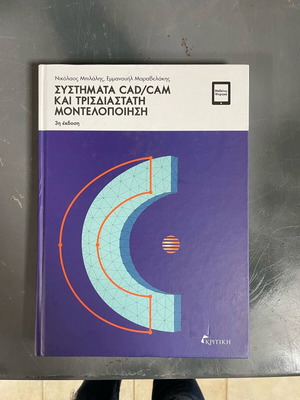 Νικόλαος Μπιλάλης, Εμμανουήλ Μαραβελάκης
ΣΥΣΤΗΜΑΤΑ CAD/CAM
ΚΑΙ ΤΡΙΣΔΙΑΣΤΑΤΗ
ΜΟΝΤΕΛΟΠΟΙΗΣΗ
3η έκδοση
ΚΡΙΤΙΚΗ